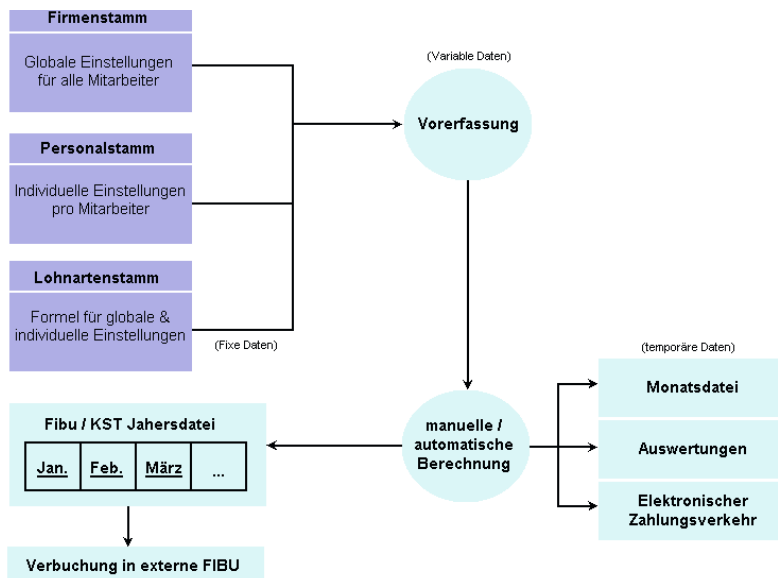 Firmenstamm
Globale Einstellungen
für alle Mitarbeiter
Personalstamm
Individuelle Einstellungen
pro Mitarbeiter
Lohnartenstamm
Formel für globale &
individuelle Einstellungen
(Fixe Daten)
(Variable Daten)
Vorerfassung
manuelle /
automatische
Berechnung
(temporäre Daten)
Monatsdatei
Auswertungen
Elektronischer
Zahlungsverkehr
Fibu / KST Jahersdatei
Jan. Feb. März ...
Verbuchung in externe FIBU